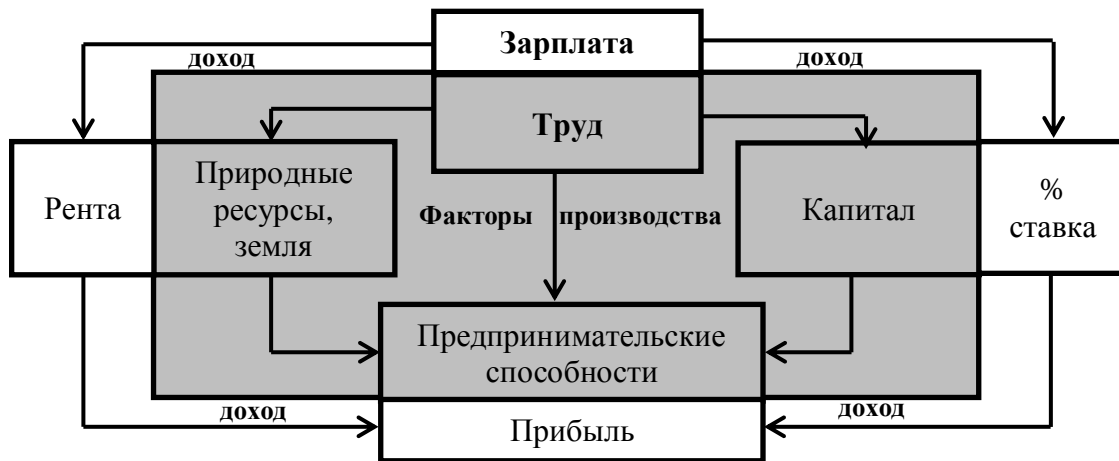 Зарплата
доход
доход
Труд
Рента
Природные
ресурсы,
земля
Факторы производства
Капитал
%
ставка
Предпринимательские
способности
доход
Прибыль
доход